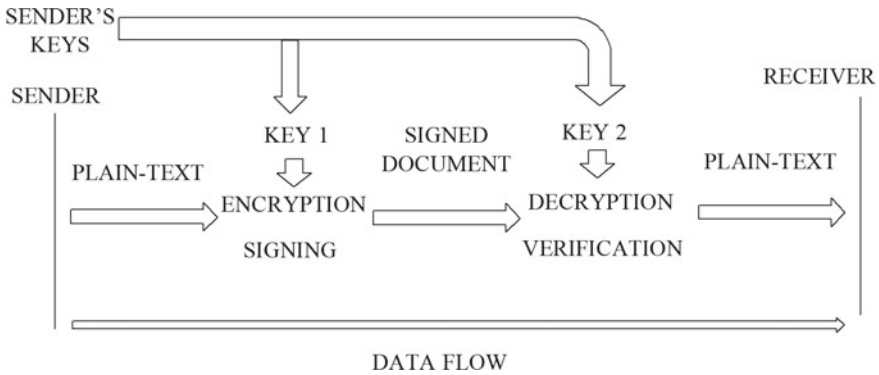 SENDER'S
KEYS
SENDER
RECEIVER
KEY 1
SIGNED
DOCUMENT
KEY 2
PLAIN-TEXT
PLAIN-TEXT
ENCRYPTION
DECRYPTION
SIGNING
VERIFICATION
DATA FLOW